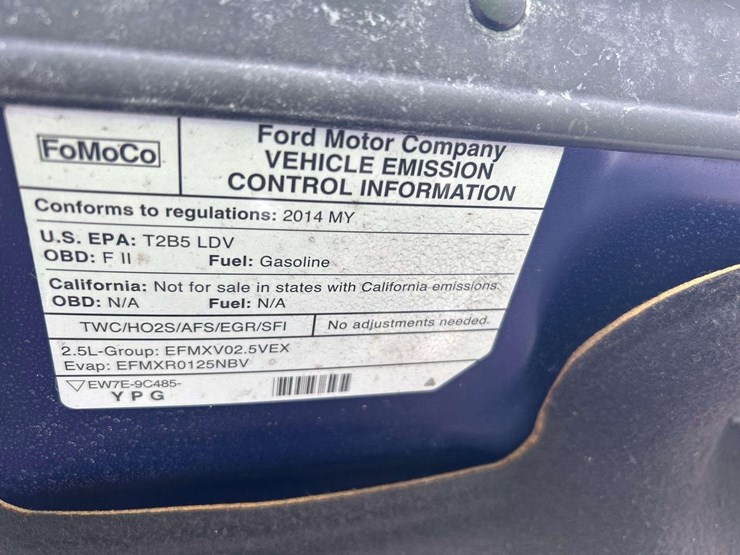 FoMoCo
Ford Motor Company
VEHICLE EMISSION
CONTROL INFORMATION
Conforms to regulations: 2014 MY
U.S. EPA: T2B5 LDV
OBD: F II Fuel: Gasoline
California: Not for sale in states with California emissions.
OBD: N/A Fuel: N/A
TWC/HO2S/AFS/EGR/SFI No adjustments needed.
2.5L-Group: EFMXV02.5VEX
Evap: EFMXR0125NBV
EW7E-9C485-
Y P G